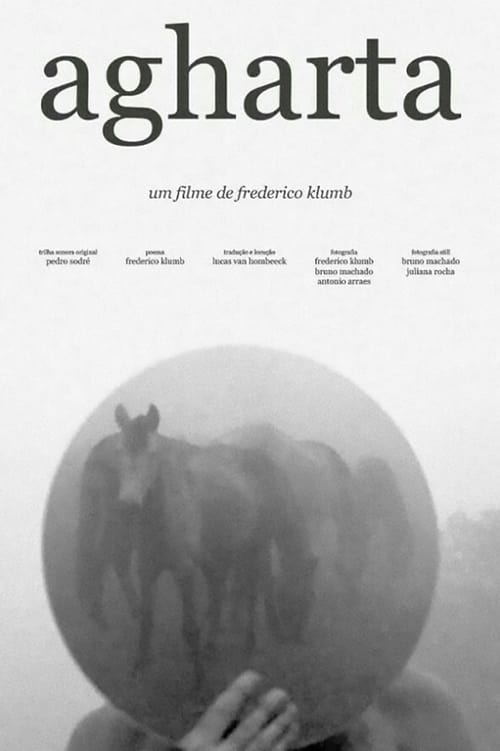 agharta
um filme de frederico klumb
trilha sonora original
pedro sodré
poema
frederico klumb
tradução e locução
lucas van hombeeck
fotografia
frederico klumb
bruno machado
antonio arraes
fotografia still
bruno machado
juliana rocha